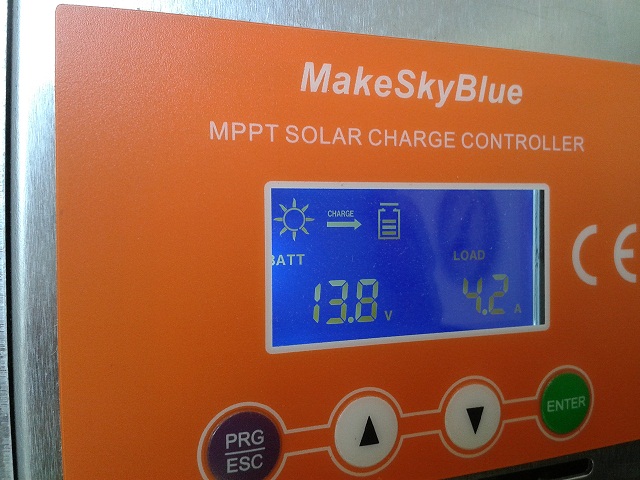 MakeSkyBlue
MPPT SOLAR CHARGE CONTROLLER
CHARGE
BATT LOAD
13.8 V 4.2 A
CE
PRG
ESC
ENTER